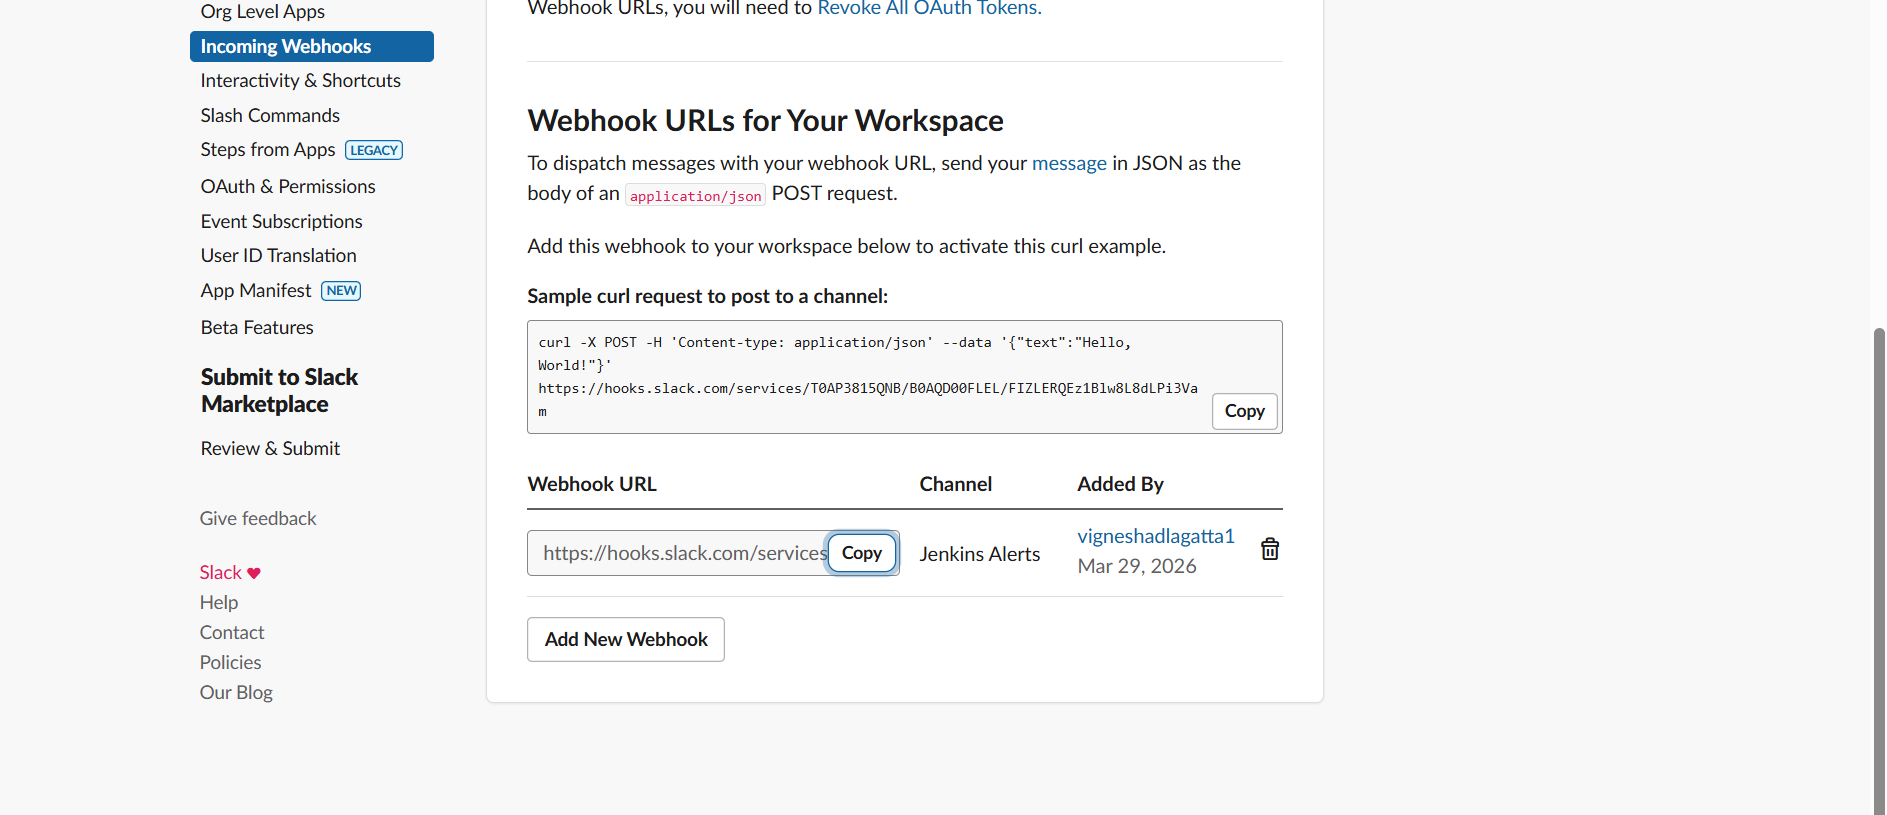 Org Level Apps
Incoming Webhooks
Interactivity & Shortcuts
Slash Commands
Steps from Apps LEGACY
OAuth & Permissions
Event Subscriptions
User ID Translation
App Manifest NEW
Beta Features
Submit to Slack
Marketplace
Review & Submit
Give feedback
Slack
Help
Contact
Policies
Our Blog
Webhook URLs, you will need to Revoke All OAuth Tokens.
Webhook URLs for Your Workspace
To dispatch messages with your webhook URL, send your message in JSON as the
body of an application/json POST request.
Add this webhook to your workspace below to activate this curl example.
Sample curl request to post to a channel:
curl -X POST -H 'Content-type: application/json' --data '{"text":"Hello,
World!"}'
https://hooks.slack.com/services/T0AP3815QNB/B0AQD00FLEL/FIZLERQEz1Blw8L8dLPi3Va
m
Copy
Webhook URL Channel Added By
https://hooks.slack.com/services Copy Jenkins Alerts vigneshadlagatta1
Mar 29, 2026
Add New Webhook